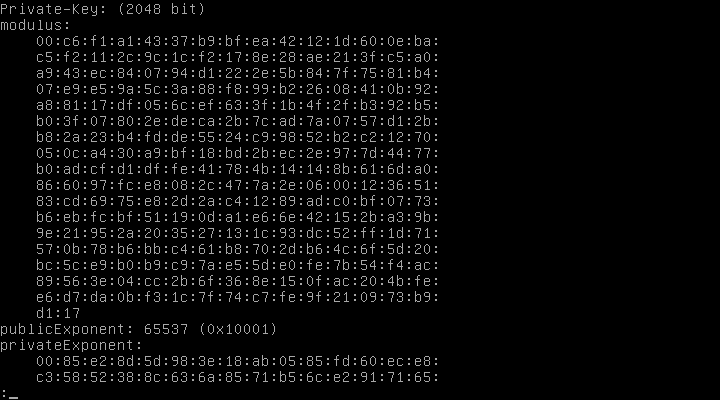 Private-Key: (2048 bit)
modulus:
    00:c6:f1:a1:43:37:b9:bf:ea:42:12:1d:60:0e:ba:
    c5:f2:11:2c:9c:1c:f2:17:8e:28:ae:21:3f:c5:a0:
    a9:43:ec:84:07:94:d1:22:2e:5b:84:7f:75:81:b4:
    07:e9:e5:9a:5c:3a:88:f8:99:b2:26:08:41:0b:92:
    a8:81:17:df:05:6c:ef:63:3f:1b:4f:2f:b3:92:b5:
    b0:3f:07:80:2e:de:ca:2b:7c:ad:7a:07:57:d1:2b:
    b8:2a:23:b4:fd:de:55:24:c9:98:52:b2:c2:12:70:
    05:0c:a4:30:a9:bf:18:bd:2b:ec:2e:97:7d:44:77:
    b0:ad:cf:d1:df:fe:41:78:4b:14:14:8b:61:6d:a0:
    86:60:97:fc:e8:08:2c:47:7a:2e:06:00:12:36:51:
    83:cd:69:75:e8:2d:2a:c4:12:89:ad:c0:bf:07:73:
    b6:eb:fc:bf:51:19:0d:a1:e6:6e:42:15:2b:a3:9b:
    9e:21:95:2a:20:35:27:13:1c:93:dc:52:ff:1d:71:
    57:0b:78:b6:bb:c4:61:b8:70:2d:b6:4c:6f:5d:20:
    bc:5c:e9:b0:b9:c9:7a:e5:5d:e0:fe:7b:54:f4:ac:
    89:56:3e:04:cc:2b:6f:36:8e:15:0f:ac:20:4b:fe:
    e6:d7:da:0b:f3:1c:7f:74:c7:fe:9f:21:09:73:b9:
    d1:17
publicExponent: 65537 (0x10001)
privateExponent:
    00:85:e2:8d:5d:98:3e:18:ab:05:85:fd:60:ec:e8:
    c3:58:52:38:8c:63:6a:85:71:b5:6c:e2:91:71:65:
: